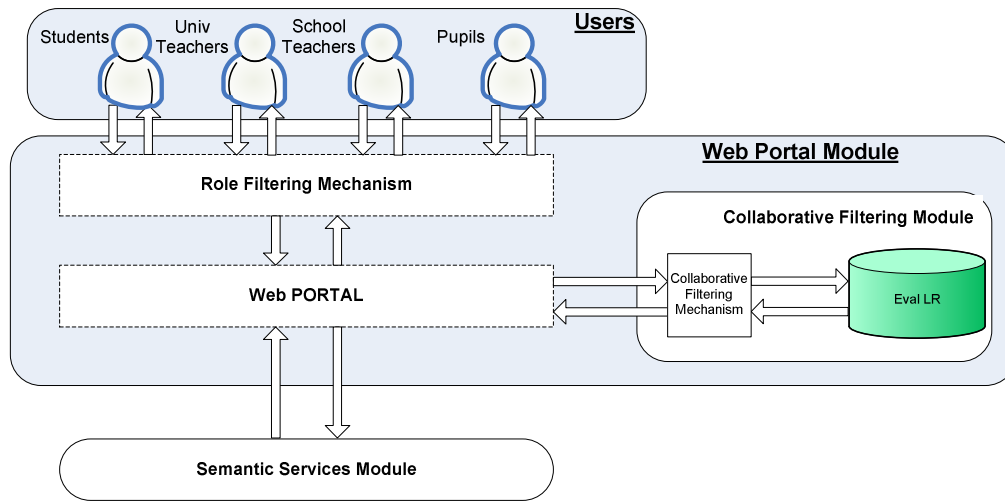 Users
Students
Univ
Teachers
School
Teachers
Pupils
Web Portal Module
Role Filtering Mechanism
Collaborative Filtering Module
Web PORTAL
Collaborative
Filtering
Mechanism
Eval LR
Semantic Services Module